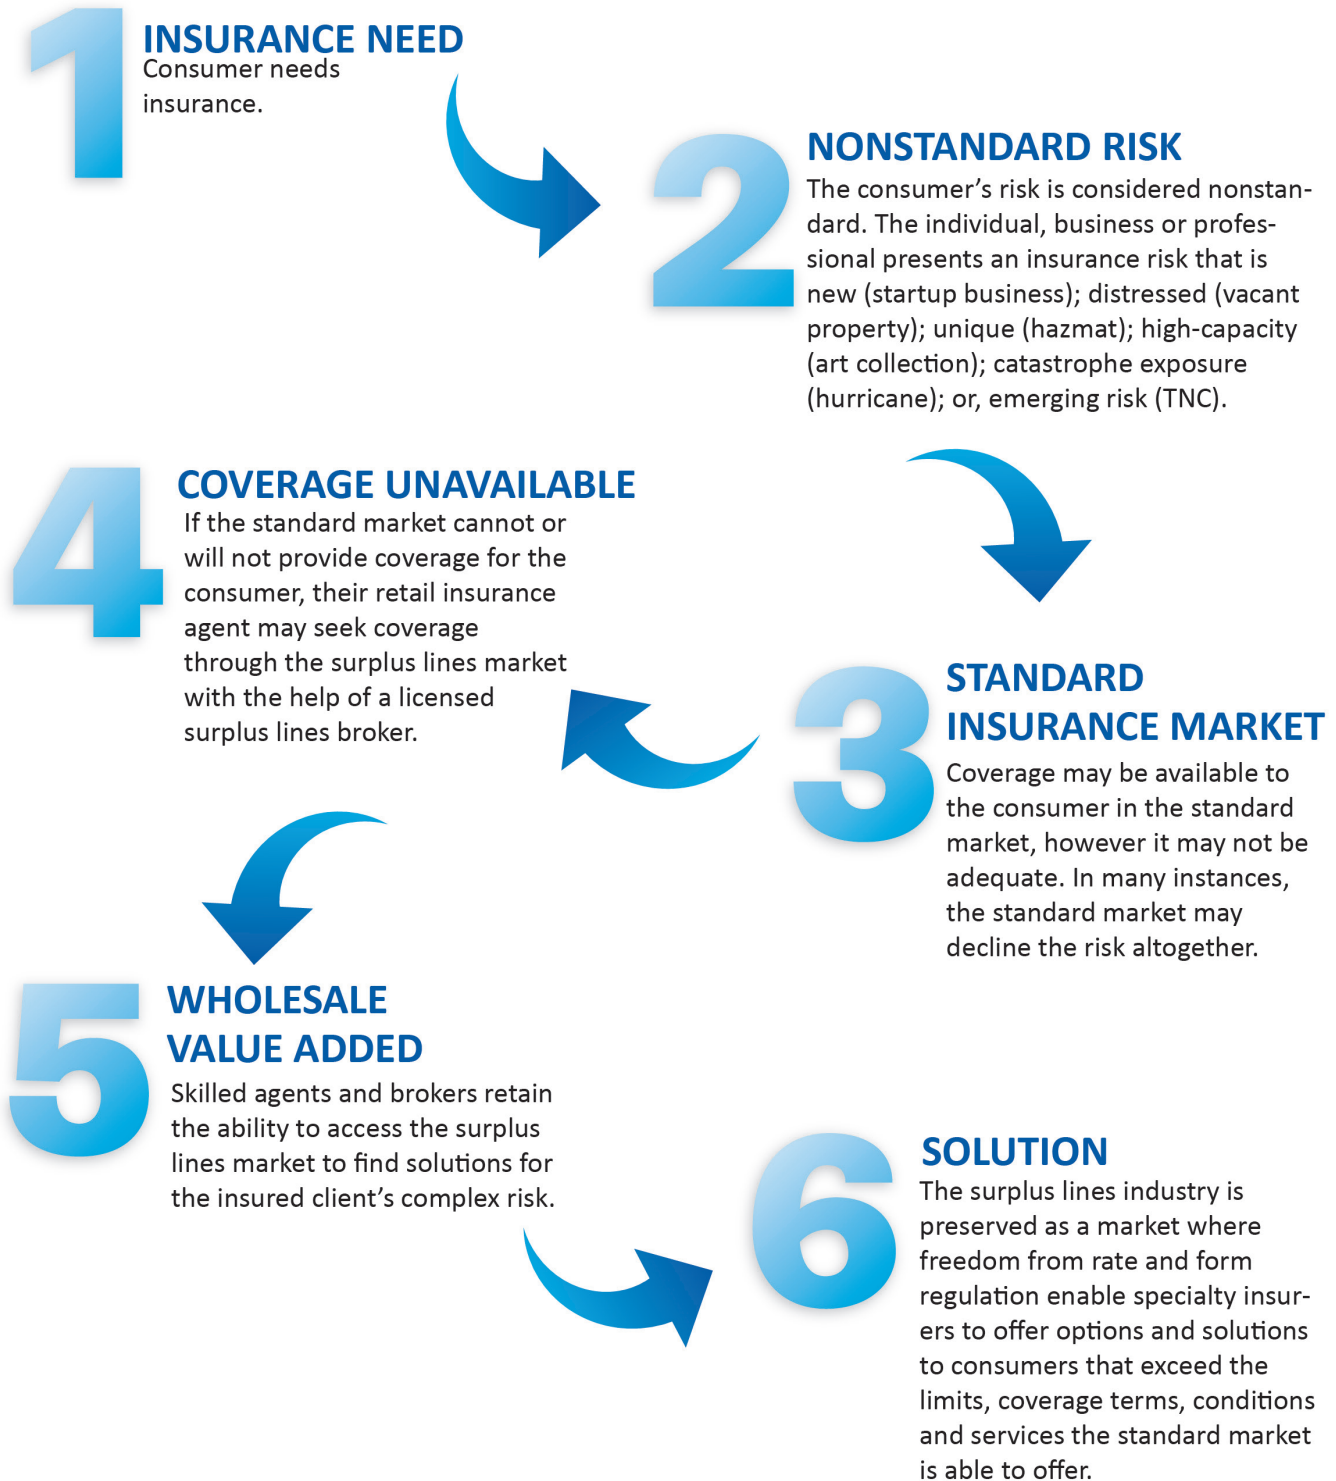 1
INSURANCE NEED
Consumer needs
insurance.
2
NONSTANDARD RISK
The consumer’s risk is considered nonstan-
dard. The individual, business or profes-
sional presents an insurance risk that is
new (startup business); distressed (vacant
property); unique (hazmat); high-capacity
(art collection); catastrophe exposure
(hurricane); or, emerging risk (TNC).
3
STANDARD
INSURANCE MARKET
Coverage may be available to
the consumer in the standard
market, however it may not be
adequate. In many instances,
the standard market may
decline the risk altogether.
4
COVERAGE UNAVAILABLE
If the standard market cannot or
will not provide coverage for the
consumer, their retail insurance
agent may seek coverage
through the surplus lines market
with the help of a licensed
surplus lines broker.
5
WHOLESALE
VALUE ADDED
Skilled agents and brokers retain
the ability to access the surplus
lines market to find solutions for
the insured client’s complex risk.
6
SOLUTION
The surplus lines industry is
preserved as a market where
freedom from rate and form
regulation enable specialty insur-
ers to offer options and solutions
to consumers that exceed the
limits, coverage terms, conditions
and services the standard market
is able to offer.